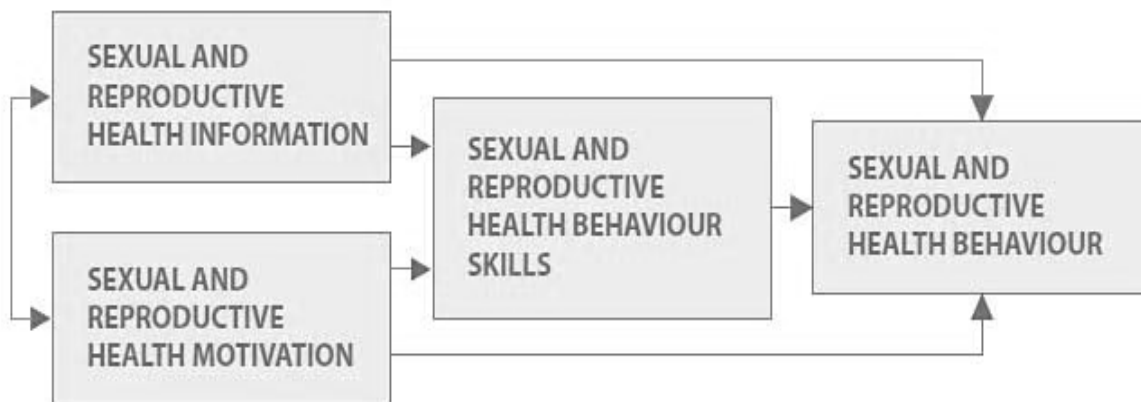 SEXUAL AND
REPRODUCTIVE
HEALTH INFORMATION
SEXUAL AND
REPRODUCTIVE
HEALTH MOTIVATION
SEXUAL AND
REPRODUCTIVE
HEALTH BEHAVIOUR
SKILLS
SEXUAL AND
REPRODUCTIVE
HEALTH BEHAVIOUR